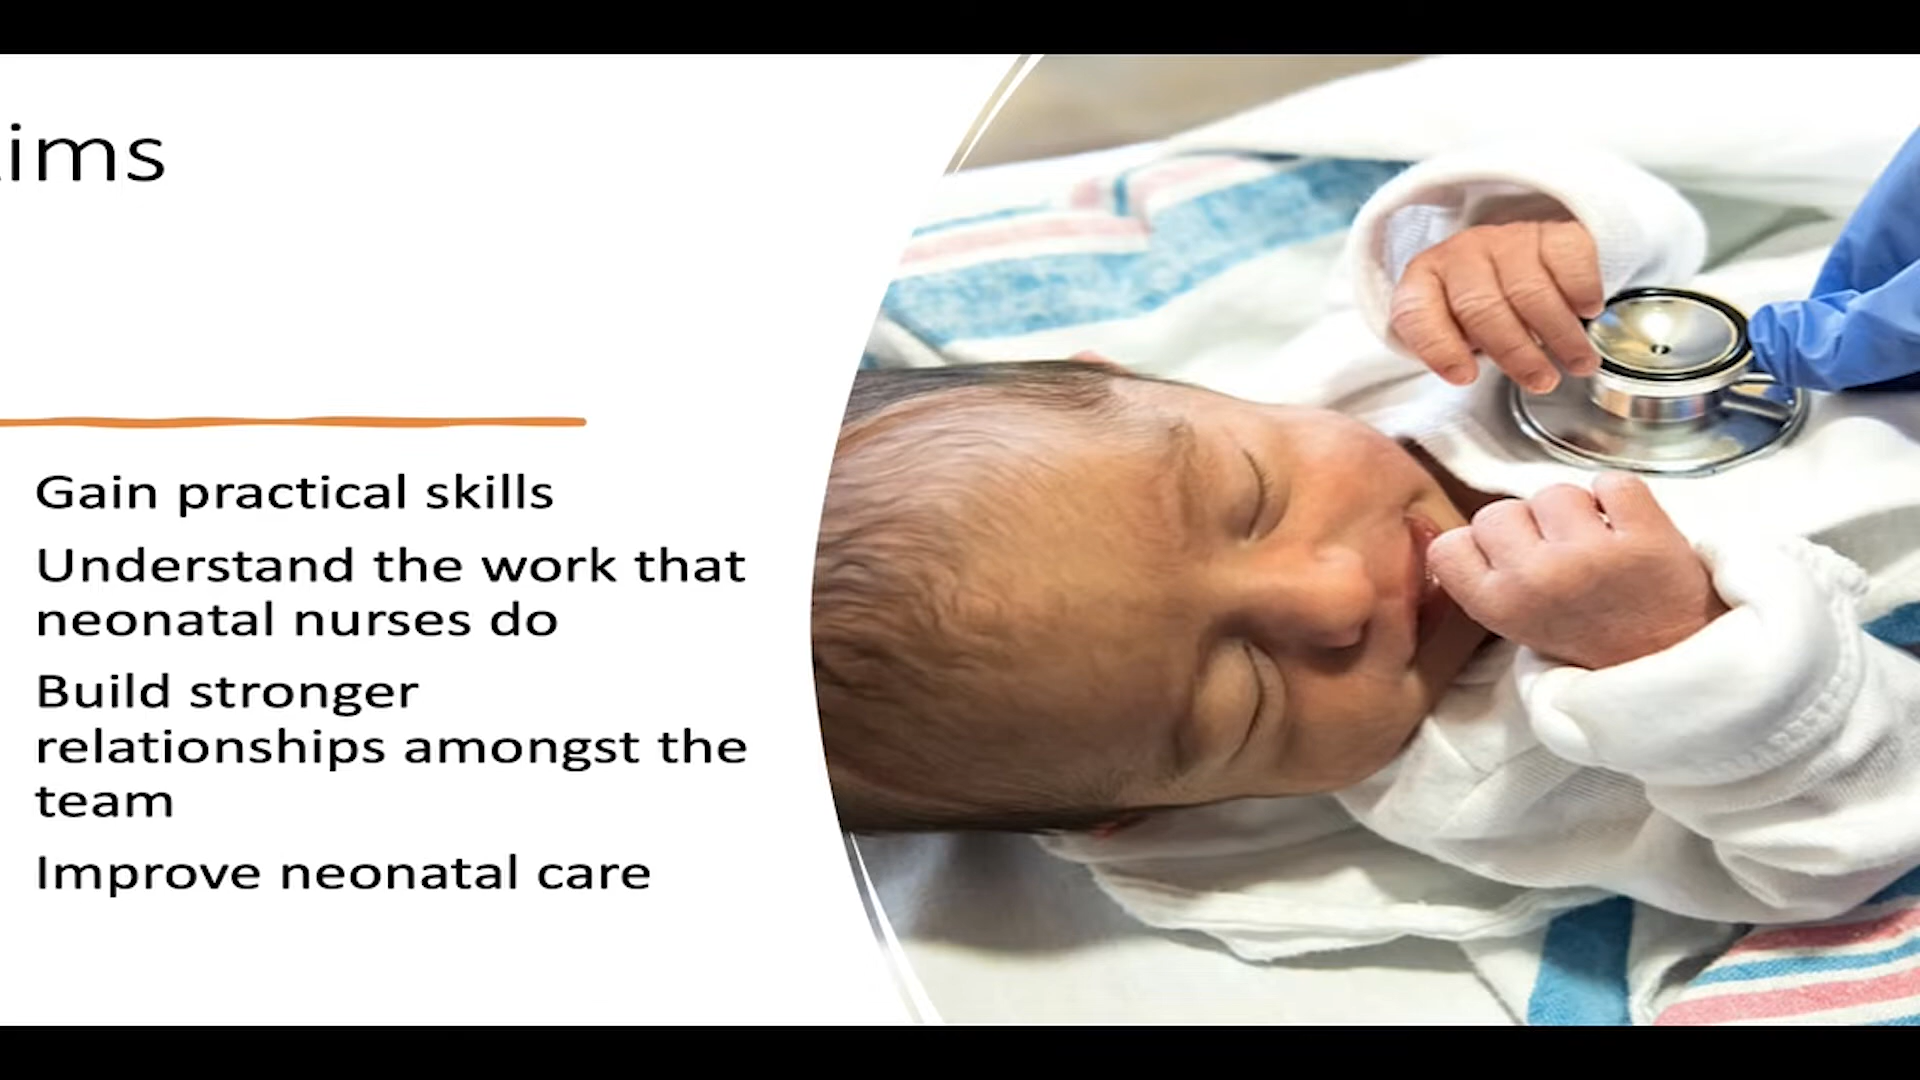 ims
Gain practical skills
Understand the work that
neonatal nurses do
Build stronger
relationships amongst the
team
Improve neonatal care